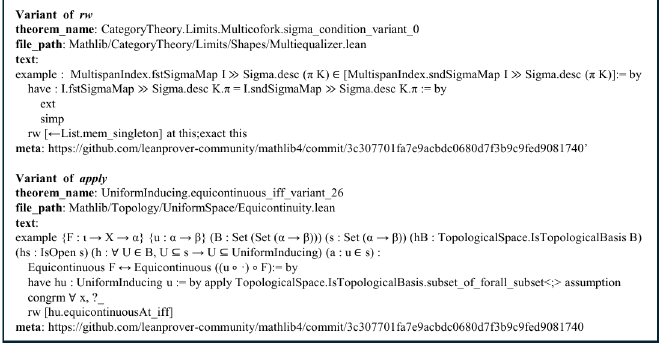 Variant of rw
theorem_name: CategoryTheory.Limits.Multicofork.sigma_condition_variant_0
file_path: Mathlib/CategoryTheory/Limits/Shapes/Multiequalizer.lean
text:
example : MultispanIndex.fstSigmaMap I ≫ Sigma.desc (π K) ∈ [MultispanIndex.sndSigmaMap I ≫ Sigma.desc (π K)]:= by
have : I.fstSigmaMap ≫ Sigma.desc K.π = I.sndSigmaMap ≫ Sigma.desc K.π := by
ext
simp
rw [←List.mem_singleton] at this;exact this
meta: https://github.com/leanprover-community/mathlib4/commit/3c307701fa7e9acbdc0680d7f3b9c9fed9081740'
Variant of apply
theorem_name: UniformInducing.equicontinuous_iff_variant_26
file_path: Mathlib/Topology/UniformSpace/Equicontinuity.lean
text:
example {F : ι → X → α} {u : α → β} (B : Set (Set (α → β))) (s : Set (α → β)) (hB : TopologicalSpace.IsTopologicalBasis B)
(hs : IsOpen s) (h : ∀ U ∈ B, U ⊆ s → U ⊆ UniformInducing) (a : u ∈ s) :
Equicontinuous F ↔ Equicontinuous ((u ∘ ·) ∘ F):= by
have hu : UniformInducing u := by apply TopologicalSpace.IsTopologicalBasis.subset_of_forall_subset<;> assumption
congrm ∀ x, ?_
rw [hu.equicontinuousAt_iff]
meta: https://github.com/leanprover-community/mathlib4/commit/3c307701fa7e9acbdc0680d7f3b9c9fed9081740